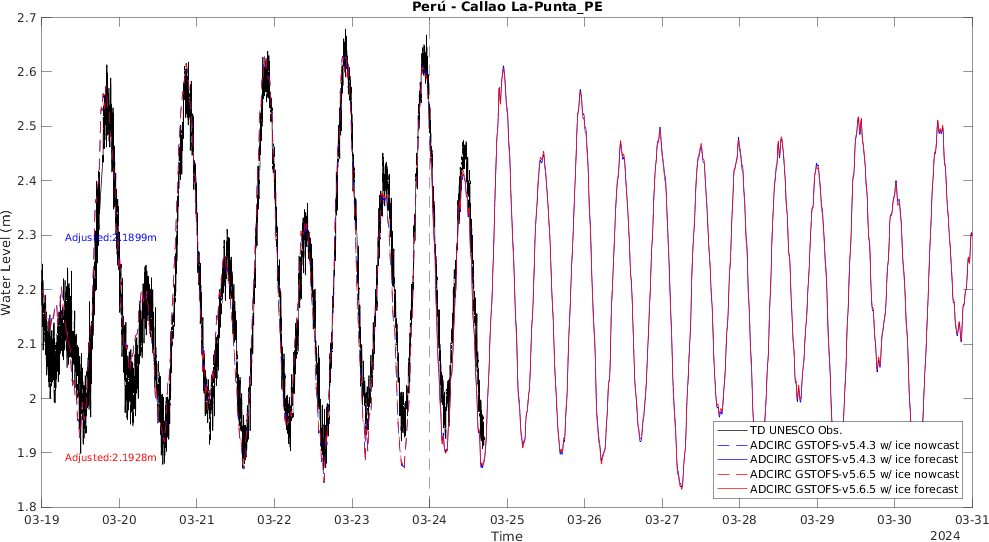 Perú - Callao La-Punta_PE
2.7
2.6
2.5
2.4
2.3
2.2
2.1
2
1.9
1.8
Water Level (m)
Adjusted:2.1899m
Adjusted:2.1928m
TD UNESCO Obs.
ADCIRC GSTOFS-v5.4.3 w/ ice nowcast
ADCIRC GSTOFS-v5.4.3 w/ ice forecast
ADCIRC GSTOFS-v5.6.5 w/ ice nowcast
ADCIRC GSTOFS-v5.6.5 w/ ice forecast
03-19 03-20 03-21 03-22 03-23 03-24 03-25 03-26 03-27 03-28 03-29 03-30 03-31
Time
2024